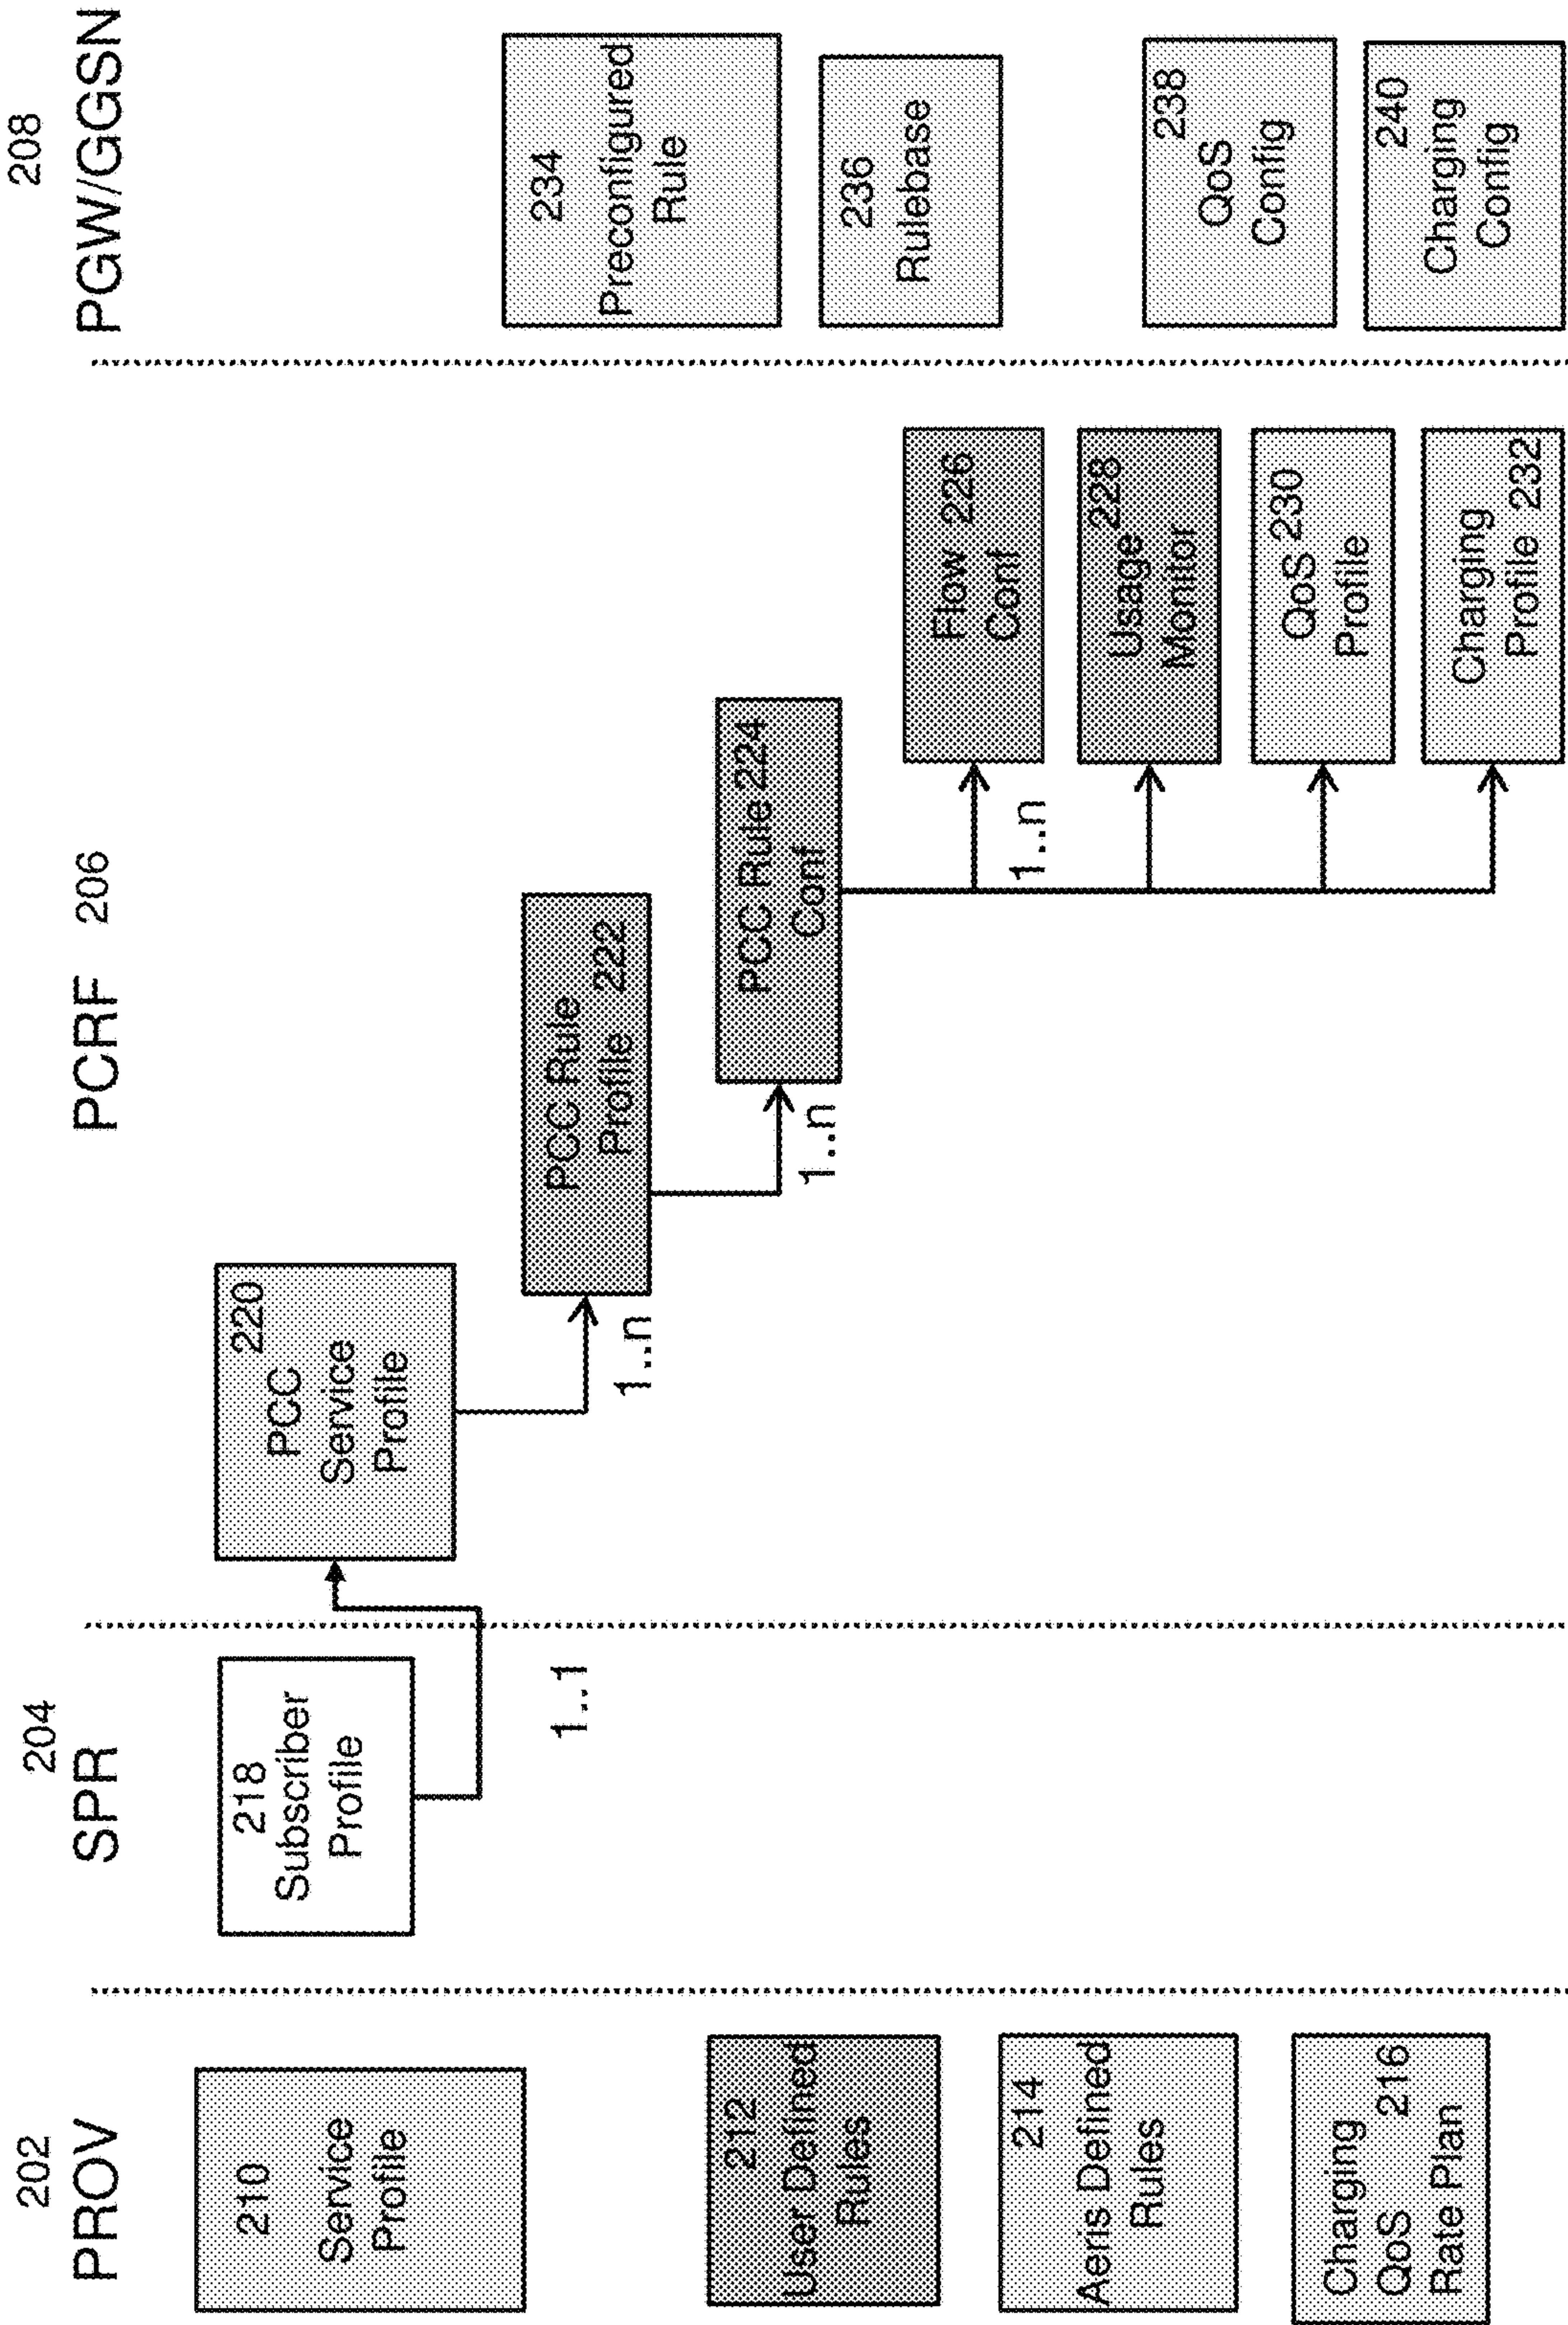 202
PROV
204
SPR
PCRF 206
208
PGW/GGSN
210
Service
Profile
212
User Defined
Rules
214
Aeris Defined
Rules
Charging
QoS 216
Rate Plan
218
Subscriber
Profile
1..1
220
PCC
Service
Profile
1..n
PCC Rule
Profile 222
1..n
PCC Rule 224
Conf
1..n
Flow 226
Conf
Usage 228
Monitor
QoS 230
Profile
Charging
Profile 232
234
Preconfigured
Rule
236
Rulebase
238
QoS
Config
240
Charging
Config